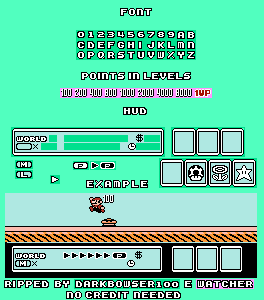 FONT
0123456789AB
CDEFGHIJKLMN
OPQRSTUVWXYZ
POINTS IN LEVELS
100 200 400 800 1000 2000 4000 8000 1UP
HUD
WORLD $
(M)×
(M) P P
(L)
EXAMPLE
100
WORLD P $
(M)×
RIPPED BY DARKBOWSER100 E WATCHER
NO CREDIT NEEDED